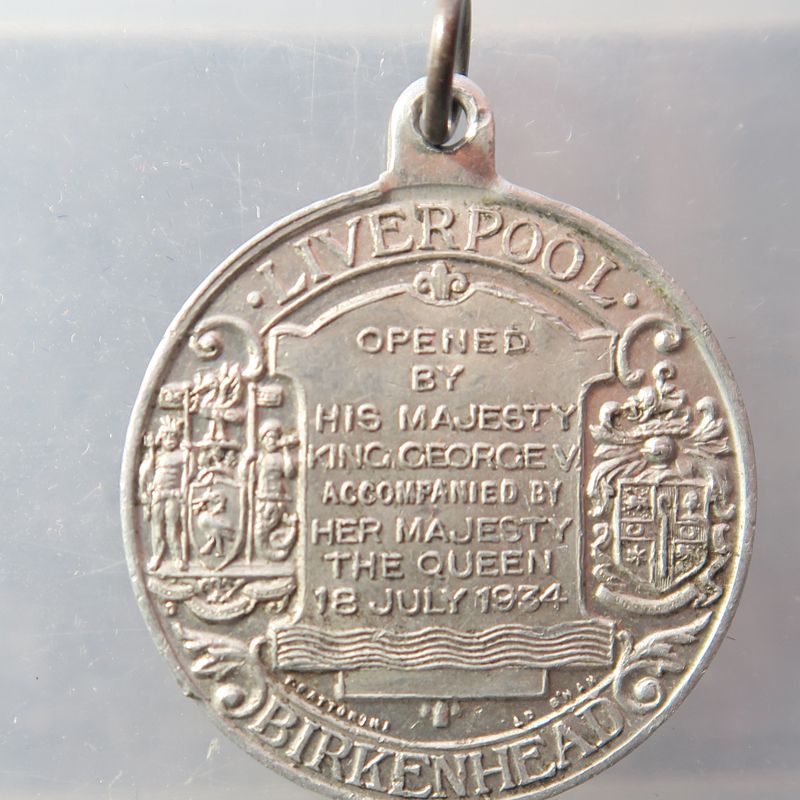 · LIVERPOOL ·
OPENED
BY
HIS MAJESTY
KING GEORGE V.
ACCOMPANIED BY
HER MAJESTY
THE QUEEN
18 JULY 1934
BIRKENHEAD